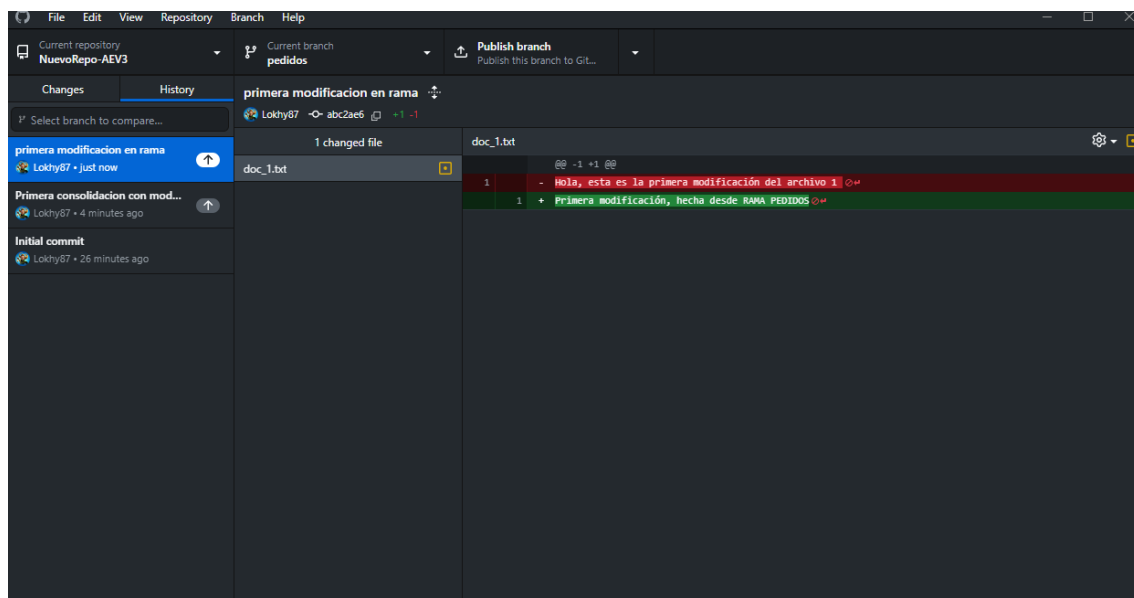 File Edit View Repository Branch Help
Current repository
NuevoRepo-AEV3
Current branch
pedidos
Publish branch
Publish this branch to Git...
Changes History
Select branch to compare...
primera modificacion en rama
Lokhy87 • just now
Primera consolidacion con mod...
Lokhy87 • 4 minutes ago
Initial commit
Lokhy87 • 26 minutes ago
primera modificacion en rama
Lokhy87 abc2ae6 +1 -1
1 changed file
doc_1.txt
doc_1.txt
@@ -1 +1 @@
1 - Hola, esta es la primera modificación del archivo 1
1 + Primera modificación, hecha desde RAMA PEDIDOS